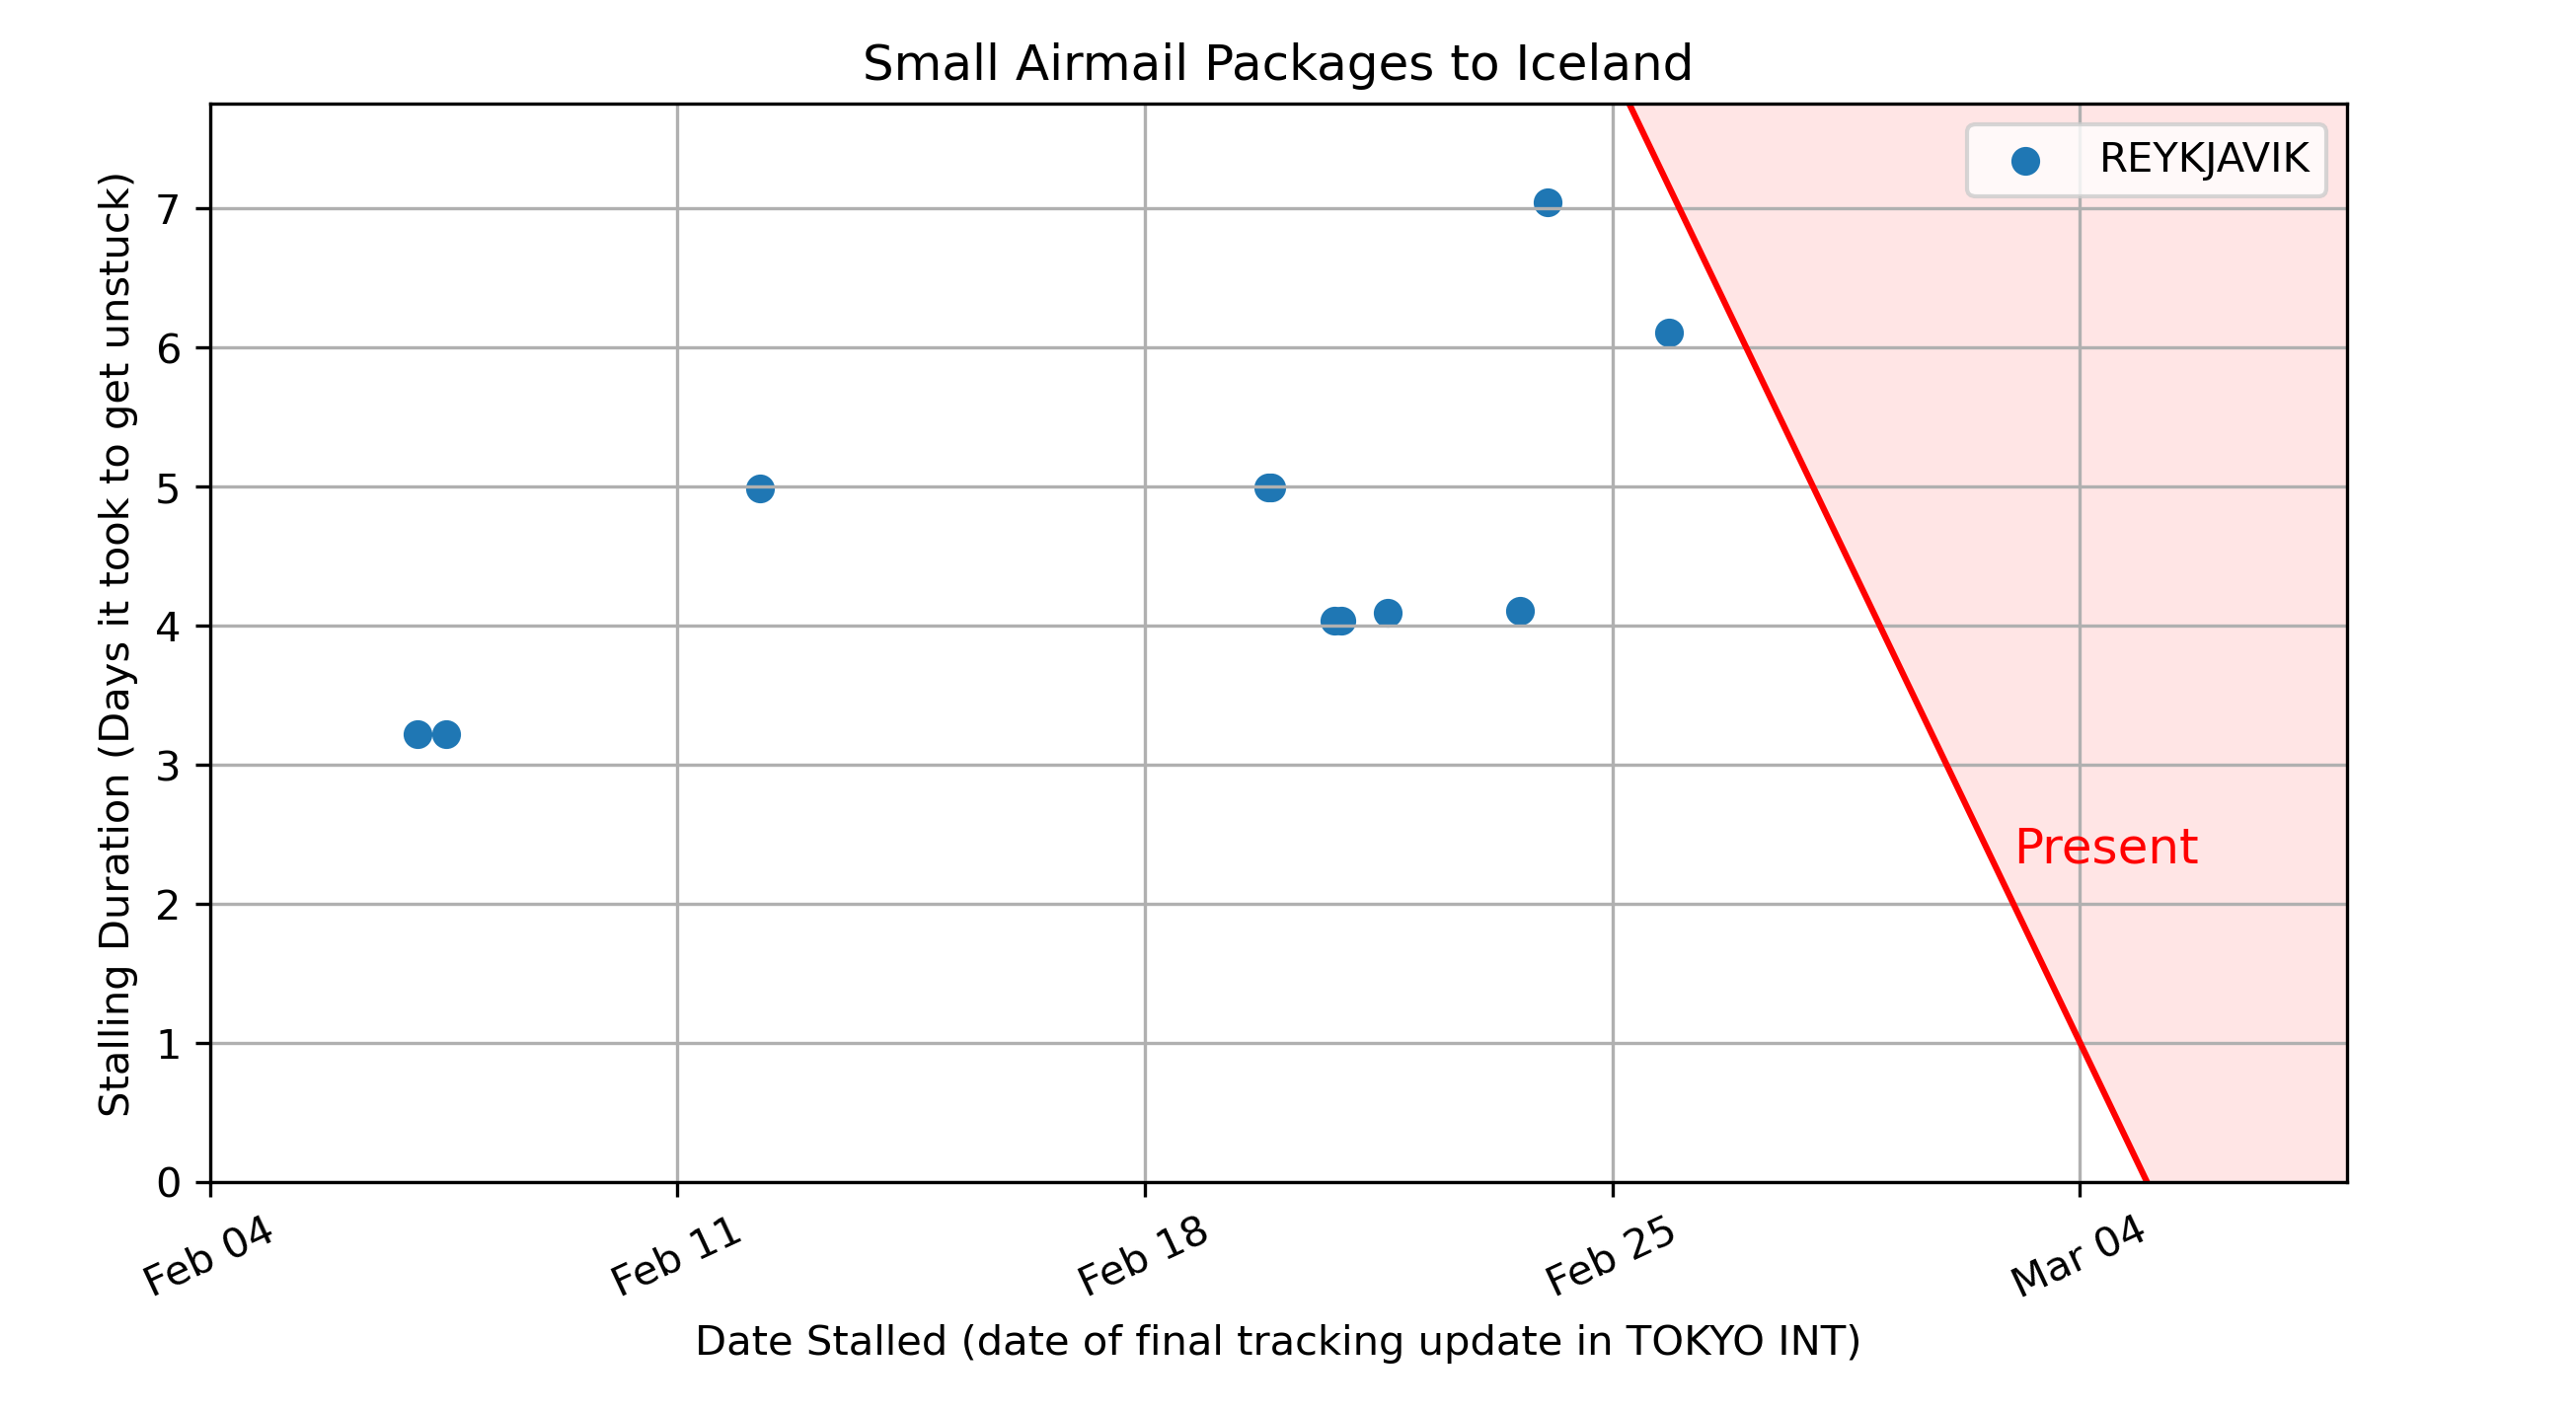 Small Airmail Packages to Iceland
REYKJAVIK
Stalling Duration (Days it took to get unstuck)
7
6
5
4
3
2
1
0
Present
Feb 04
Feb 11
Feb 18
Feb 25
Mar 04
Date Stalled (date of final tracking update in TOKYO INT)